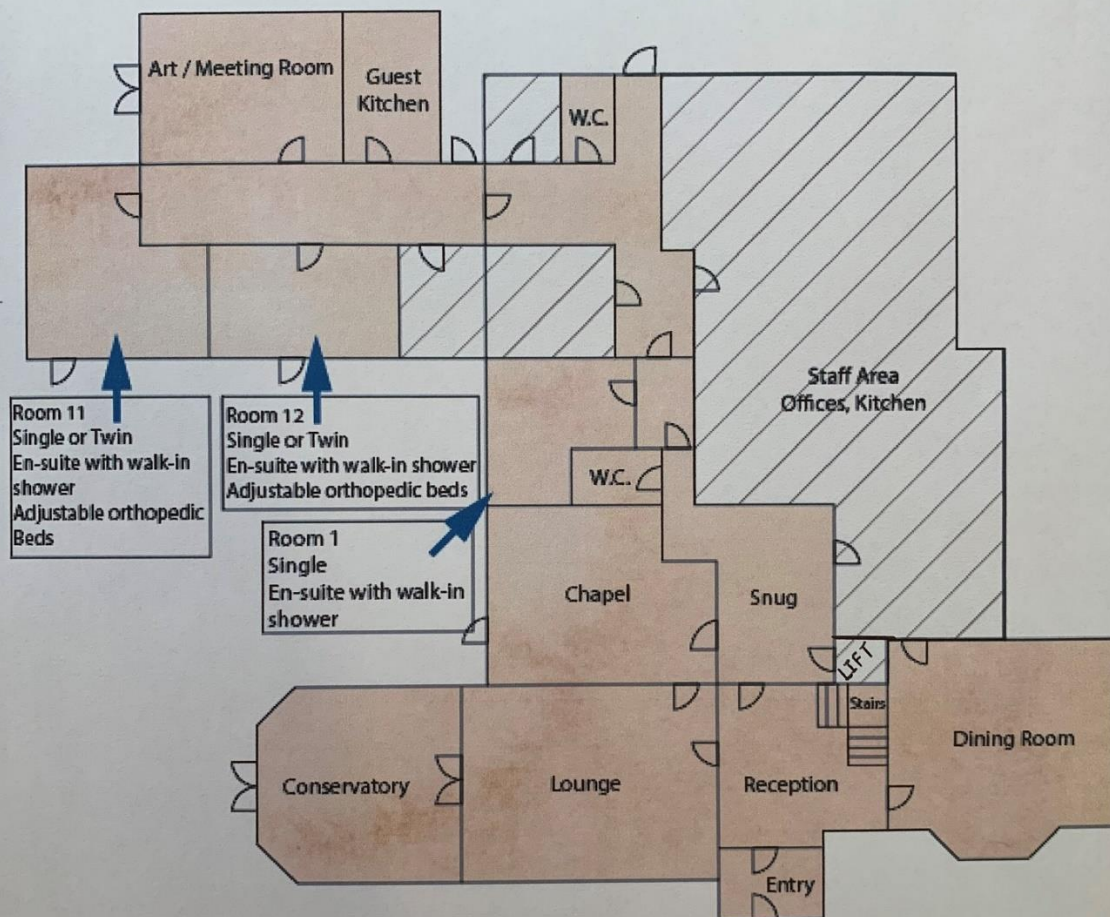 Art / Meeting Room
Guest
Kitchen
W.C.
Staff Area
Offices, Kitchen
Room 11
Single or Twin
En-suite with walk-in
shower
Adjustable orthopedic
Beds
Room 12
Single or Twin
En-suite with walk-in shower
Adjustable orthopedic beds
W.C.
Room 1
Single
En-suite with walk-in
shower
Chapel
Snug
LIFT
Stairs
Dining Room
Conservatory
Lounge
Reception
Entry